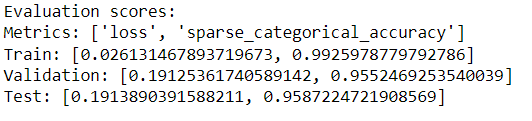 Evaluation scores:
Metrics: ['loss', 'sparse_categorical_accuracy']
Train: [0.026131467893719673, 0.9925978779792786]
Validation: [0.19125361740589142, 0.9552469253540039]
Test: [0.1913890391588211, 0.9587224721908569]